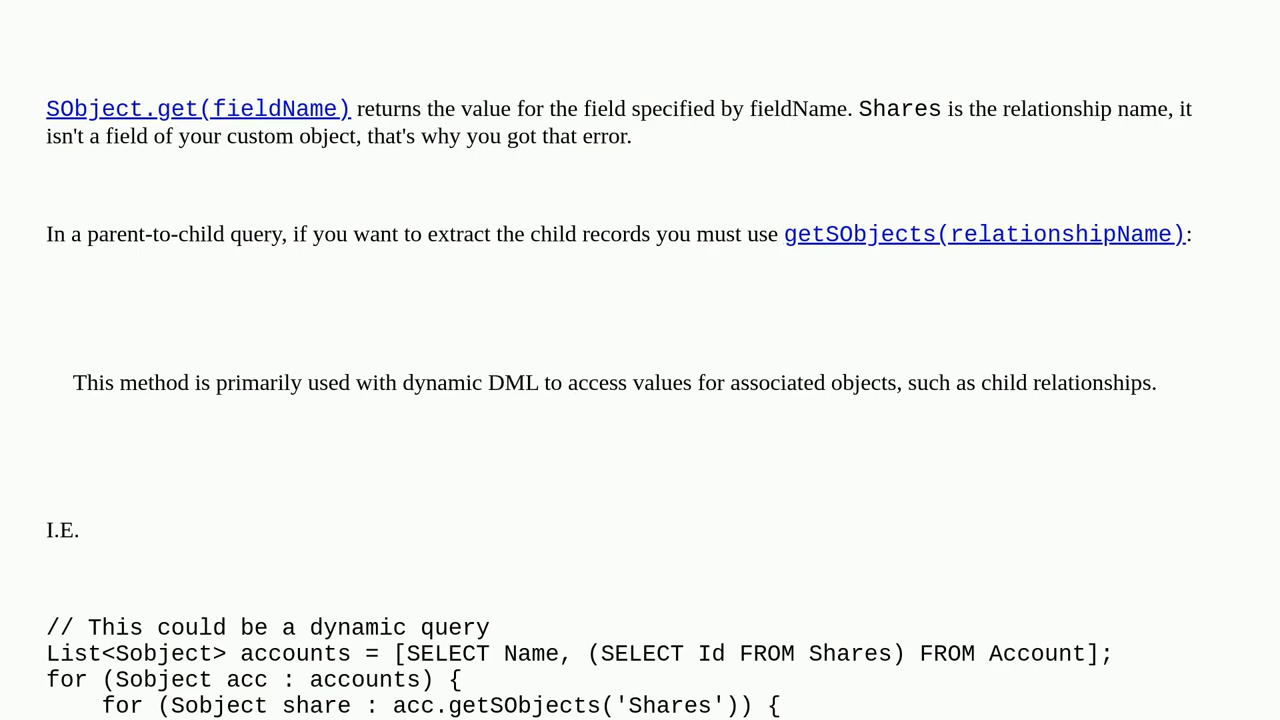 SObject.get(fieldName) returns the value for the field specified by fieldName. Shares is the relationship name, it
isn't a field of your custom object, that's why you got that error.
In a parent-to-child query, if you want to extract the child records you must use getSObjects(relationshipName):
This method is primarily used with dynamic DML to access values for associated objects, such as child relationships.
I.E.
// This could be a dynamic query
List<Sobject> accounts = [SELECT Name, (SELECT Id FROM Shares) FROM Account];
for (Sobject acc : accounts) {
    for (Sobject share : acc.getSObjects('Shares')) {